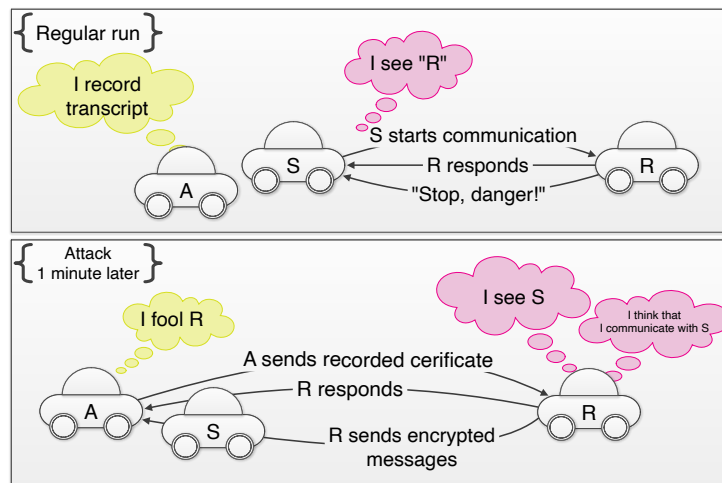 Regular run
I record
transcript
I see "R"
S starts communication
R responds
"Stop, danger!"
A
S
R
Attack
1 minute later
I fool R
I see S
I think that
I communicate with S
A sends recorded cerificate
R responds
R sends encrypted
messages
A
S
R